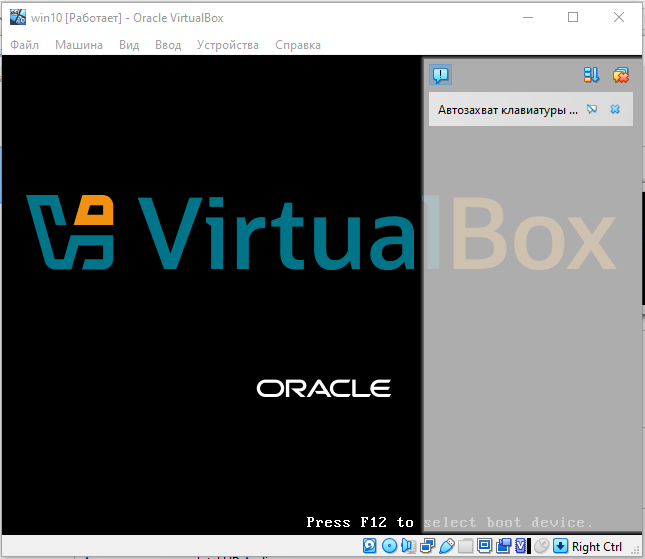 win10 [Работает] - Oracle VirtualBox
Файл Машина Вид Ввод Устройства Справка
Автозахват клавиатуры ...
VirtualBox
ORACLE
Press F12 to select boot device.
Right Ctrl